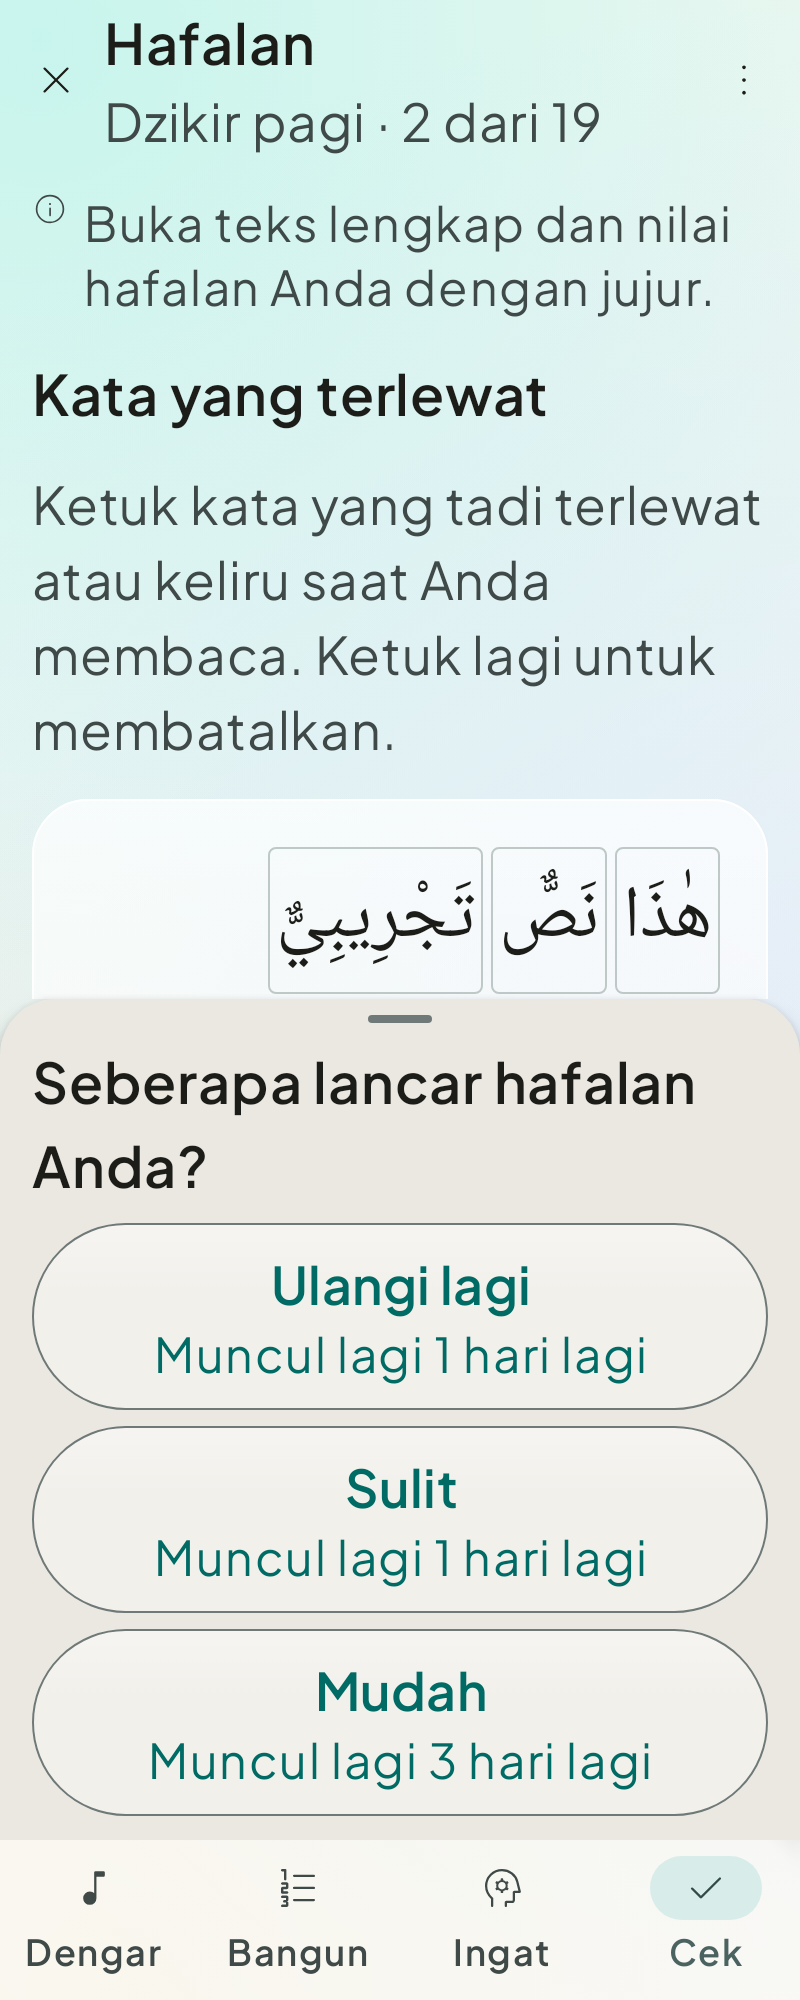 Hafalan
Dzikir pagi · 2 dari 19
Buka teks lengkap dan nilai
hafalan Anda dengan jujur.
Kata yang terlewat
Ketuk kata yang tadi terlewat
atau keliru saat Anda
membaca. Ketuk lagi untuk
membatalkan.
هٰذَا نَصٌّ تَجْرِيبِيٌّ
Seberapa lancar hafalan
Anda?
Ulangi lagi
Muncul lagi 1 hari lagi
Sulit
Muncul lagi 1 hari lagi
Mudah
Muncul lagi 3 hari lagi
Dengar Bangun Ingat Cek